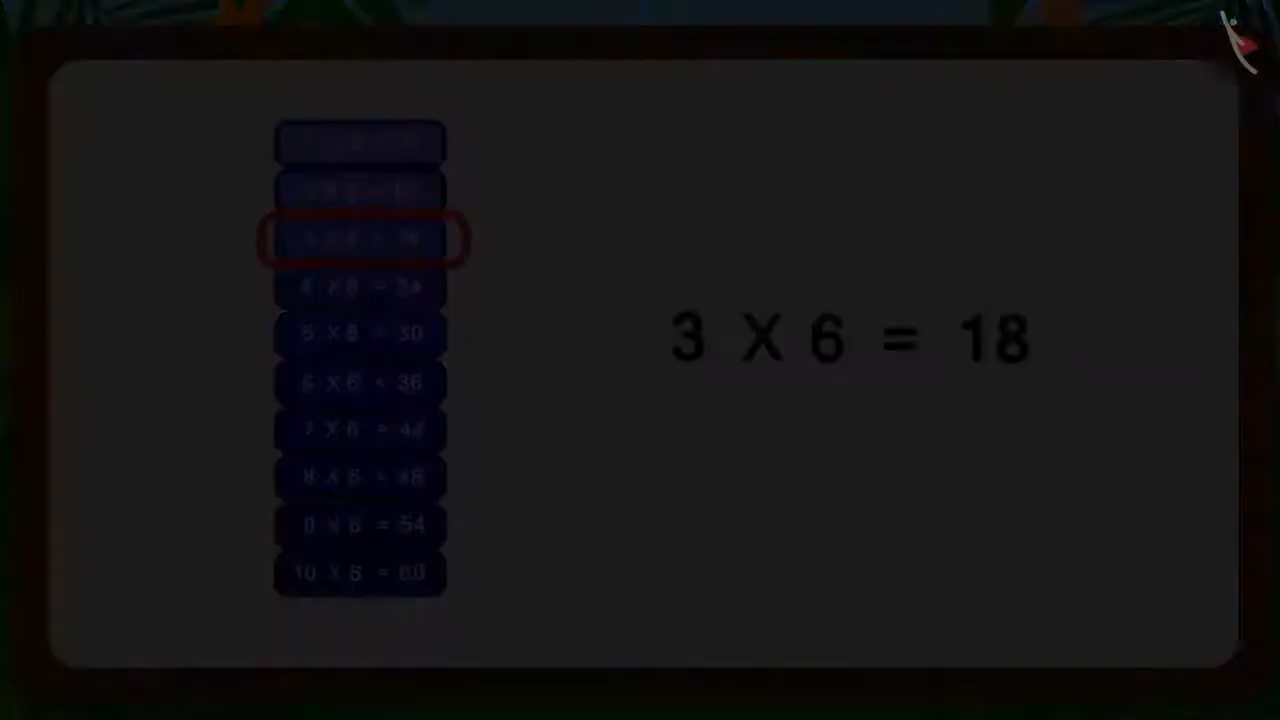 4 X 6 = 24
5 X 6 = 30
6 X 6 = 36
7 X 6 = 42
8 X 6 = 48
9 X 6 = 54
10 X 6 = 60
3 X 6 = 18